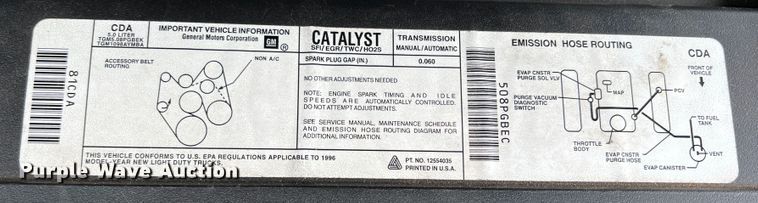 CDA
5.0 LITER
TGM5.08PGBEK
TGM1098AYMBA
IMPORTANT VEHICLE INFORMATION
General Motors Corporation GM ®
CATALYST
SFI/EGR/TWC/HO2S
TRANSMISSION
MANUAL/AUTOMATIC
SPARK PLUG GAP (IN.) 0.060
81CDA
ACCESSORY BELT
ROUTING
NON A/C
NO OTHER ADJUSTMENTS NEEDED
NOTE: ENGINE SPARK TIMING AND IDLE
SPEEDS ARE AUTOMATICALLY CONTROLLED.
DO NOT ATTEMPT ADJUSTMENTS.
SEE SERVICE MANUAL, MAINTENANCE SCHEDULE
AND EMISSION HOSE ROUTING DIAGRAM FOR
ADDITIONAL INFORMATION.
THIS VEHICLE CONFORMS TO U.S. EPA REGULATIONS APPLICABLE TO 1996
MODEL-YEAR NEW LIGHT DUTY TRUCKS.
PT. NO. 12554035
PRINTED IN U.S.A.
508PGBEC
EMISSION HOSE ROUTING
CDA
FRONT OF
VEHICLE
EVAP CNSTR
PURGE SOL VLV
MAP
PCV
PURGE VACUUM
DIAGNOSTIC
SWITCH
TO FUEL
TANK
THROTTLE
BODY
EVAP CNSTR
PURGE HOSE
VENT
EVAP CANISTER
Purple Wave Auction